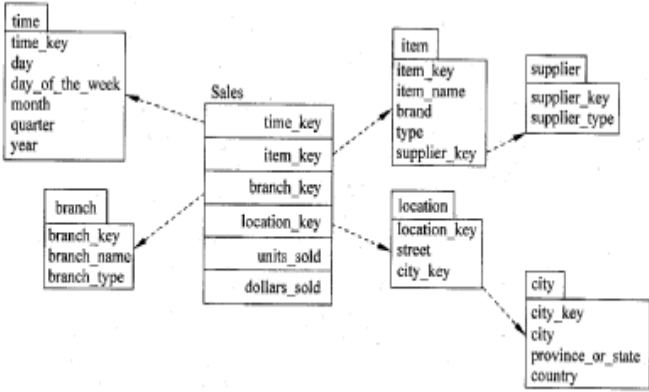 time
time_key
day
day_of_the_week
month
quarter
year
Sales
time_key
item_key
branch_key
location_key
units_sold
dollars_sold
item
item_key
item_name
brand
type
supplier_key
supplier
supplier_key
supplier_type
branch
branch_key
branch_name
branch_type
location
location_key
street
city_key
city
city_key
city
province_or_state
country